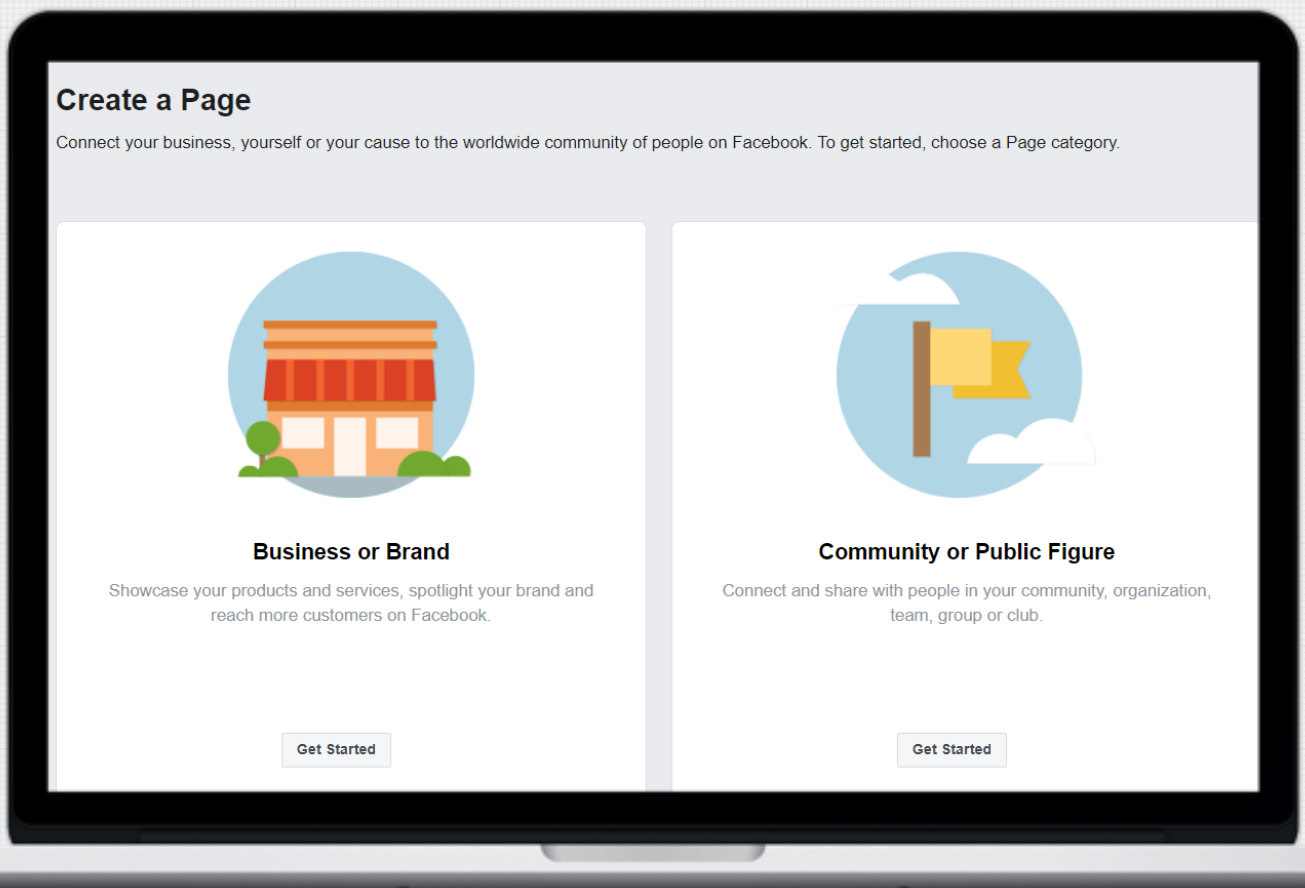 Create a Page
Connect your business, yourself or your cause to the worldwide community of people on Facebook. To get started, choose a Page category.
Business or Brand
Showcase your products and services, spotlight your brand and
reach more customers on Facebook.
Get Started
Community or Public Figure
Connect and share with people in your community, organization,
team, group or club.
Get Started